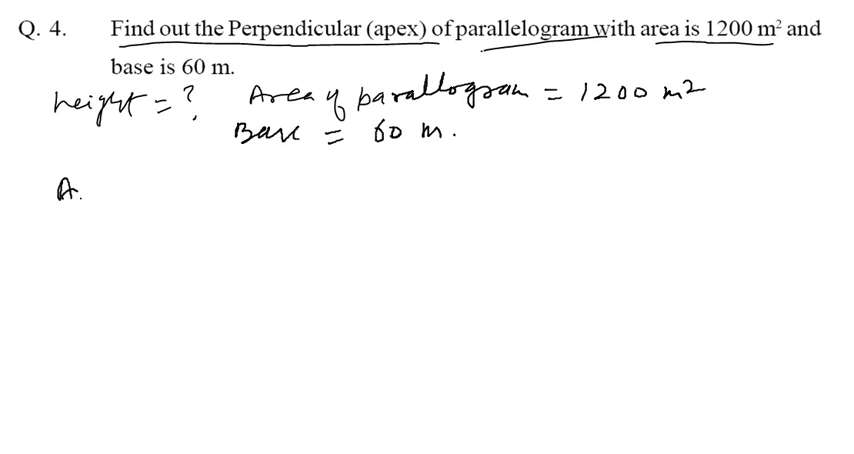 Q. 4. Find out the Perpendicular (apex) of parallelogram with area is 1200 m² and
base is 60 m.
height = ? Area of parallogram = 1200 m2
Base = 60 m.
A.